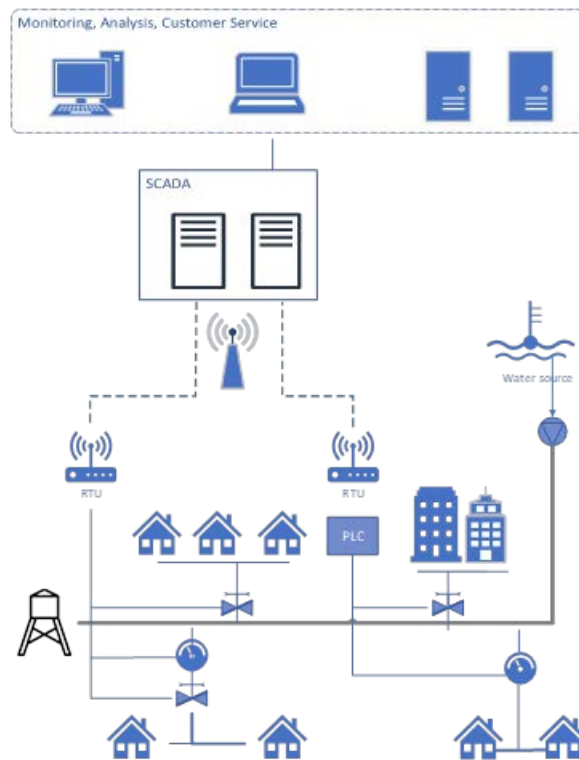 Monitoring, Analysis, Customer Service
SCADA
Water source
RTU
RTU
PLC